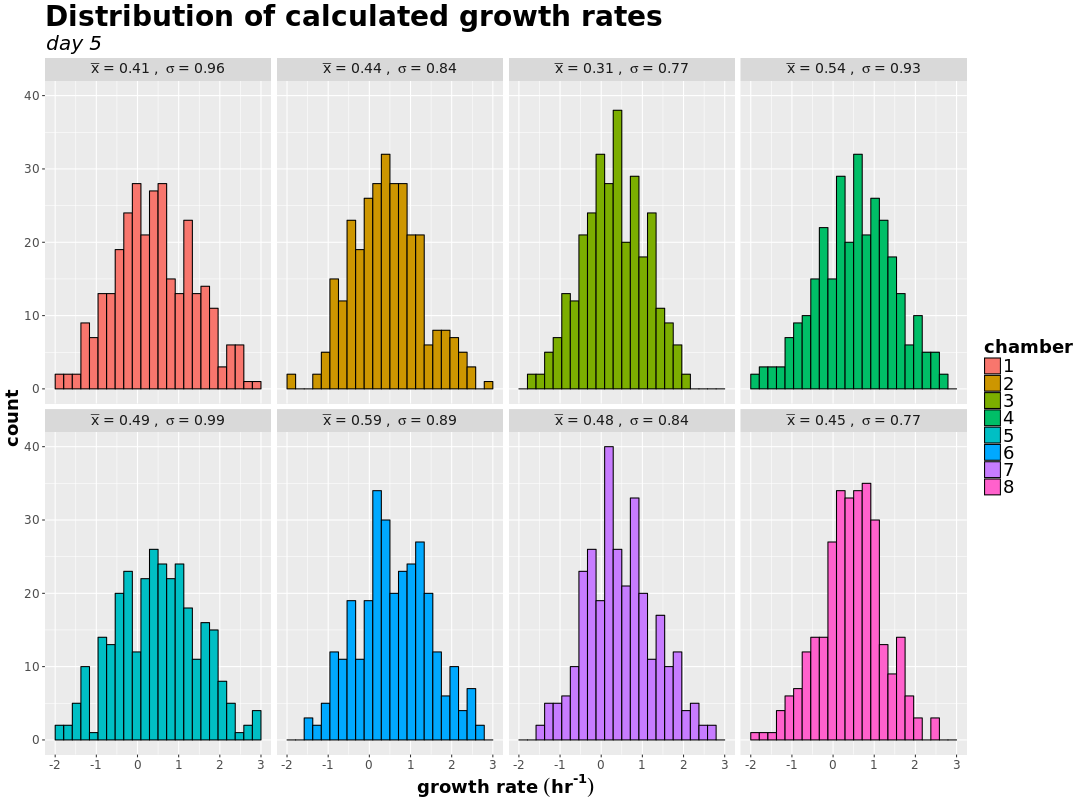 Distribution of calculated growth rates
day 5
x̅ = 0.41 , σ = 0.96
x̅ = 0.44 , σ = 0.84
x̅ = 0.31 , σ = 0.77
x̅ = 0.54 , σ = 0.93
40
30
20
10
0
x̅ = 0.49 , σ = 0.99
x̅ = 0.59 , σ = 0.89
x̅ = 0.48 , σ = 0.84
x̅ = 0.45 , σ = 0.77
40
30
20
10
0
-2 -1 0 1 2 3
-2 -1 0 1 2 3
-2 -1 0 1 2 3
-2 -1 0 1 2 3
count
growth rate (hr⁻¹)
chamber
1
2
3
4
5
6
7
8